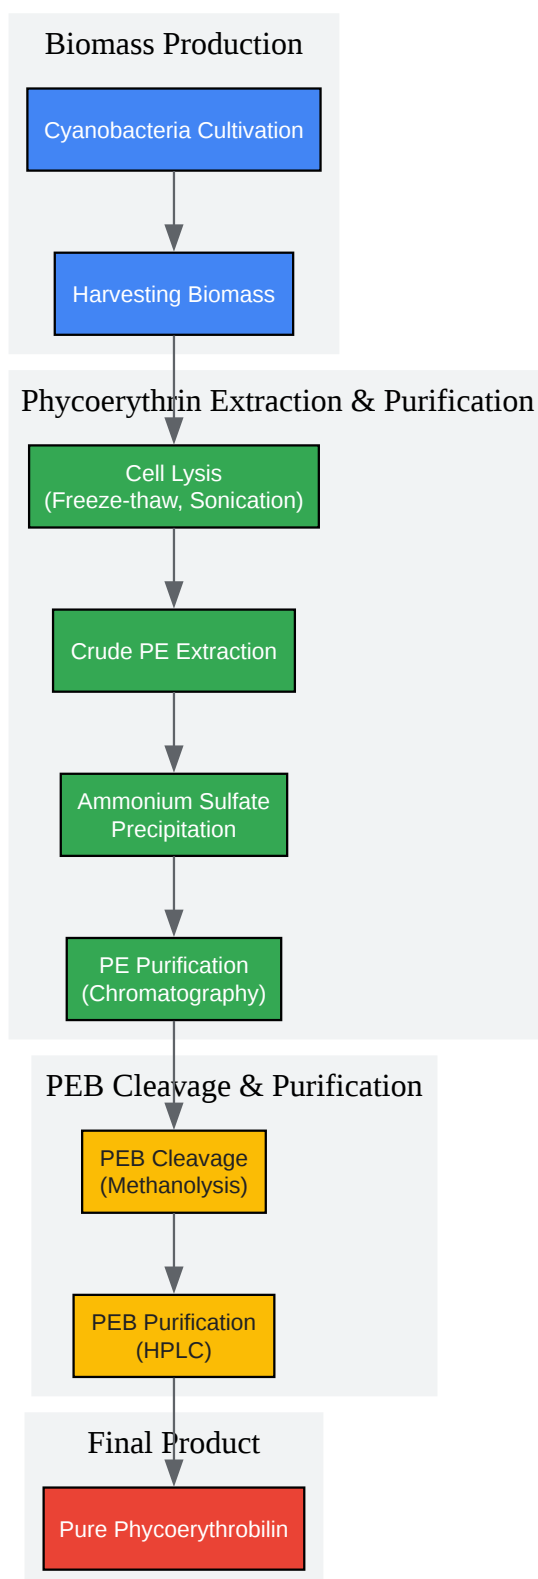 Biomass Production
Cyanobacteria Cultivation
Harvesting Biomass
Phycoerythrin Extraction & Purification
Cell Lysis
(Freeze-thaw, Sonication)
Crude PE Extraction
Ammonium Sulfate
Precipitation
PE Purification
(Chromatography)
PEB Cleavage & Purification
PEB Cleavage
(Methanolysis)
PEB Purification
(HPLC)
Final Product
Pure Phycoerythrobilin